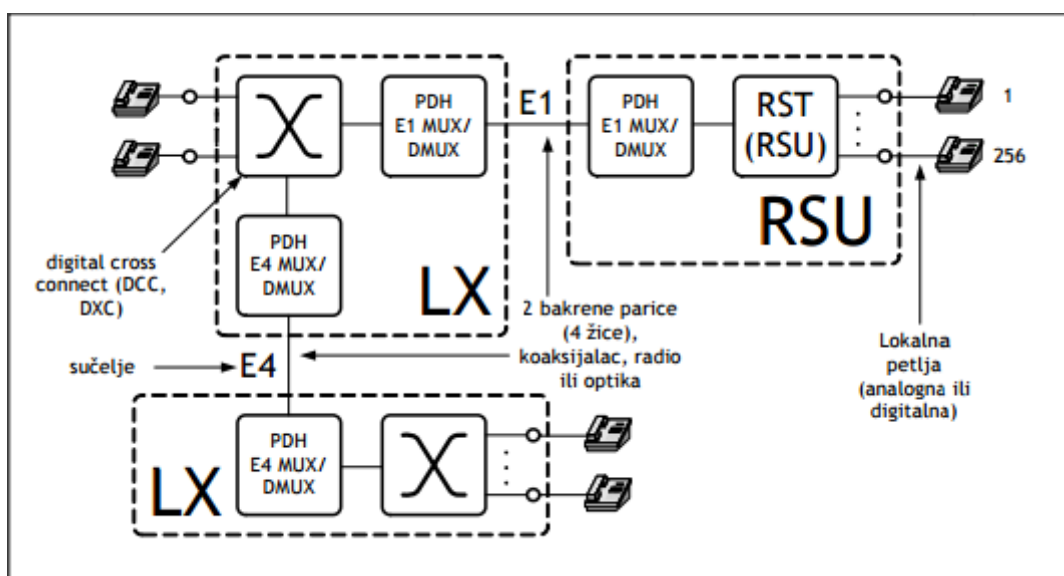 PDH
E1 MUX/
DMUX
E1
PDH
E1 MUX/
DMUX
RST
(RSU)
1
256
RSU
PDH
E4 MUX/
DMUX
LX
digital cross
connect (DCC,
DXC)
2 bakrene parice
(4 žice),
koaksijalac, radio
ili optika
Lokalna
petlja
(analogna ili
digitalna)
sučelje
E4
LX
PDH
E4 MUX/
DMUX